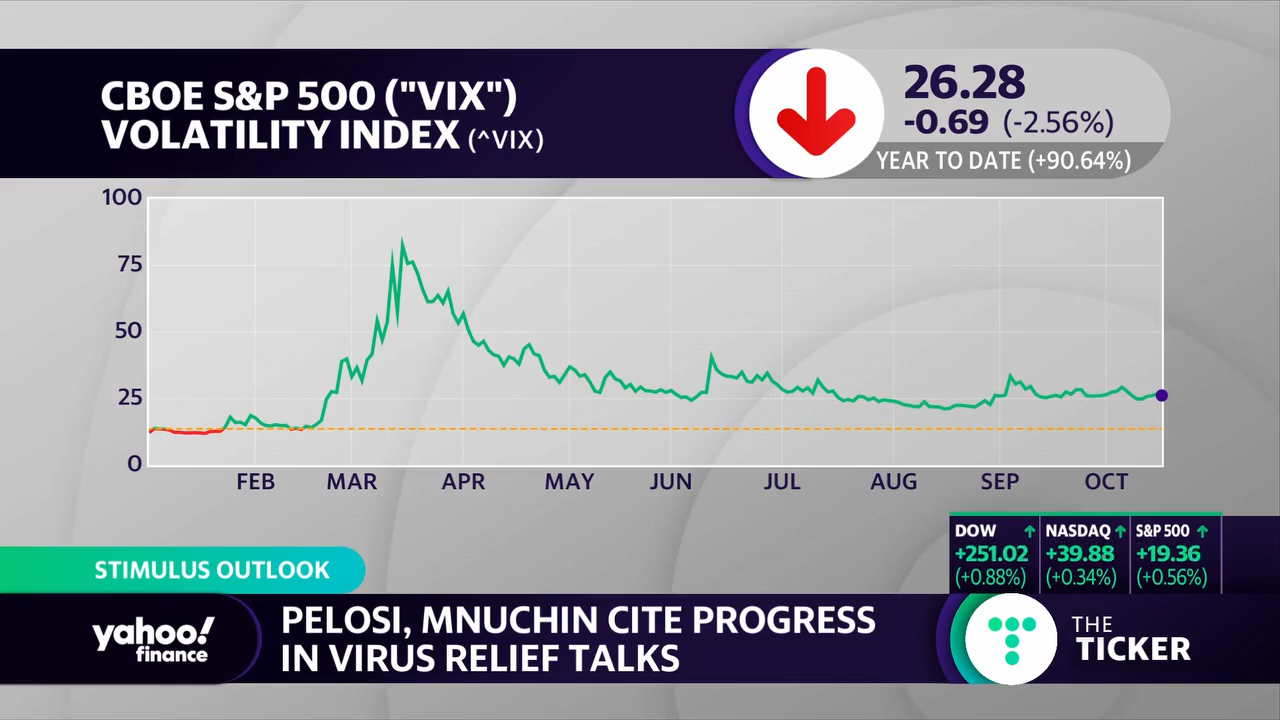 CBOE S&P 500 ("VIX")
VOLATILITY INDEX (^VIX)
26.28
-0.69 (-2.56%)
YEAR TO DATE (+90.64%)
100
75
50
25
0
FEB MAR APR MAY JUN JUL AUG SEP OCT
DOW NASDAQ S&P 500
+251.02 +39.88 +19.36
(+0.88%) (+0.34%) (+0.56%)
STIMULUS OUTLOOK
yahoo!
finance
PELOSI, MNUCHIN CITE PROGRESS
IN VIRUS RELIEF TALKS
THE
TICKER